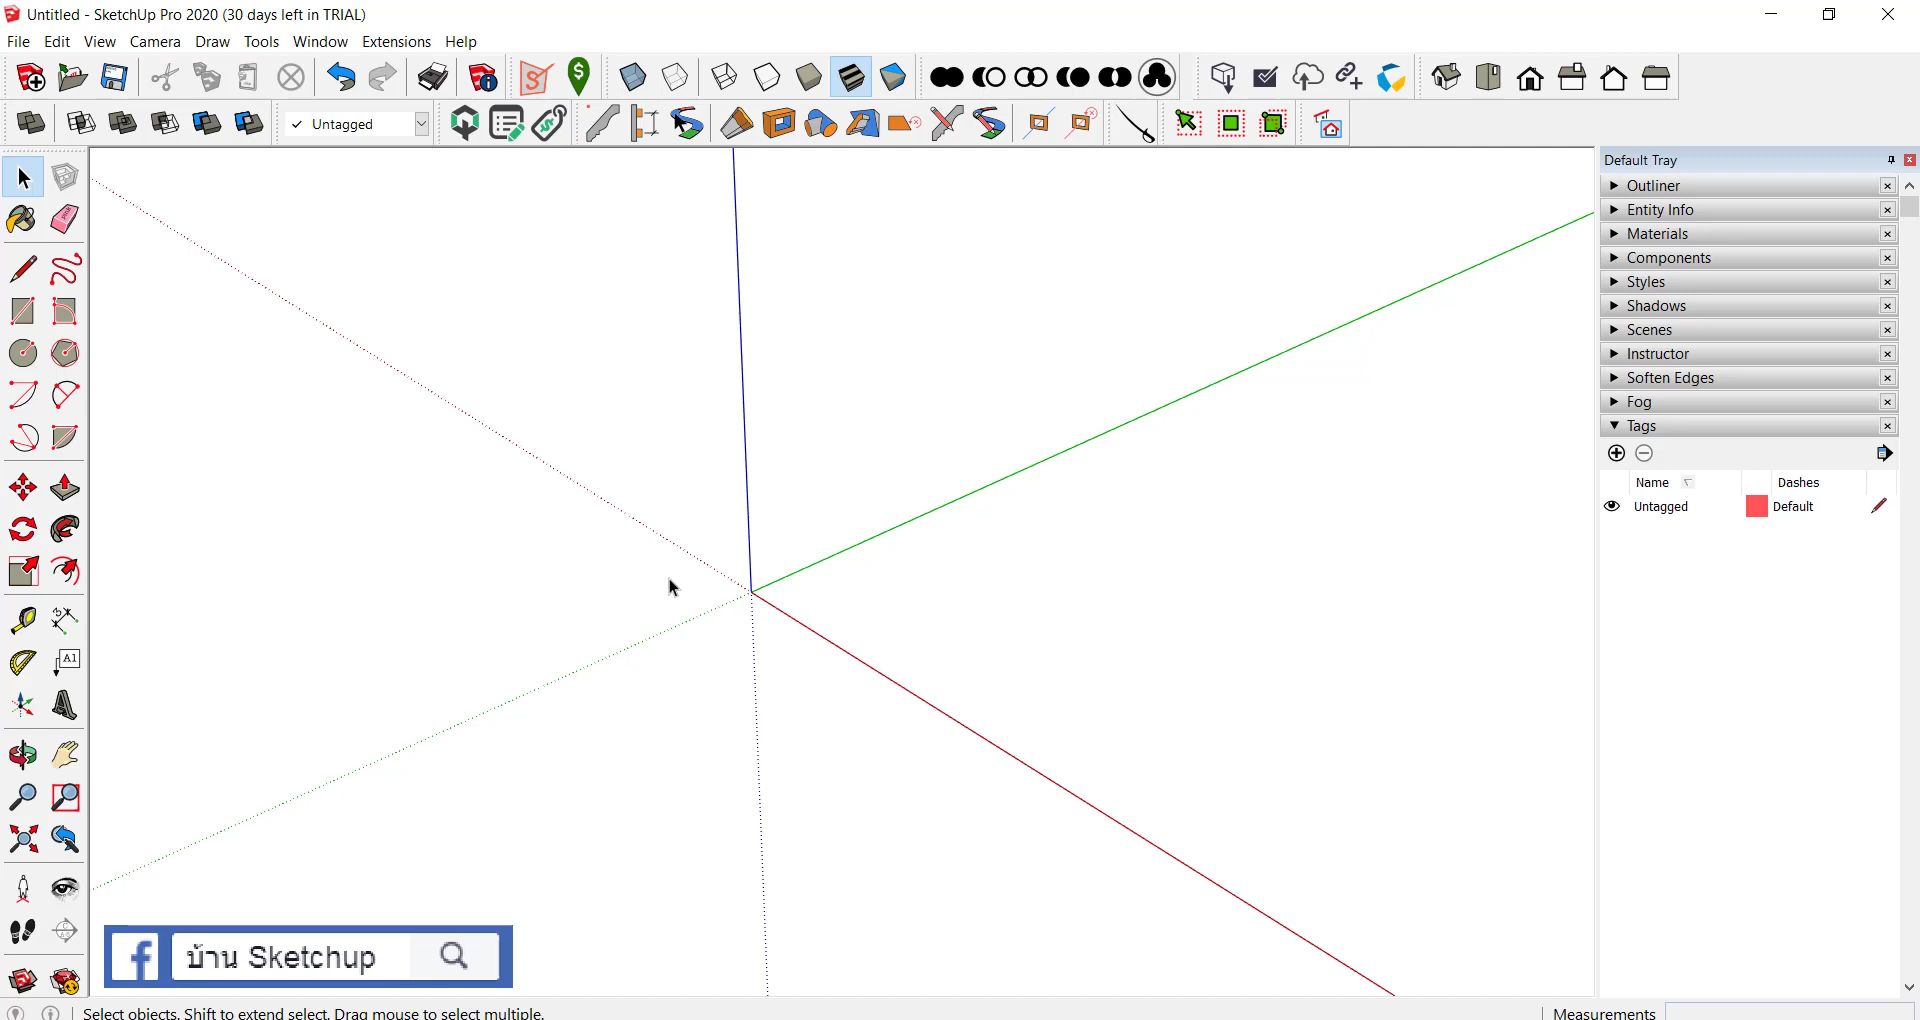 Untitled - SketchUp Pro 2020 (30 days left in TRIAL)
File Edit View Camera Draw Tools Window Extensions Help
✓ Untagged
Default Tray
Outliner
Entity Info
Materials
Components
Styles
Shadows
Scenes
Instructor
Soften Edges
Fog
Tags
Name Dashes
Untagged Default
A1
f บ้าน Sketchup
Select objects. Shift to extend select. Drag mouse to select multiple.
Measurements